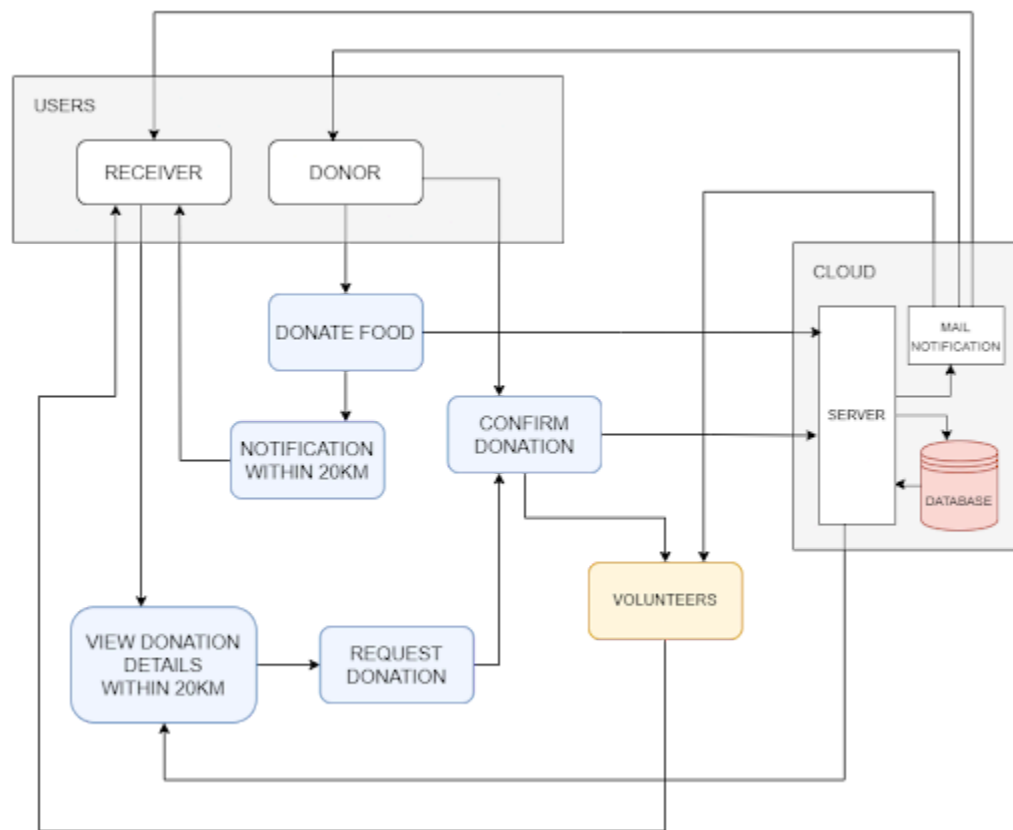 USERS
RECEIVER
DONOR
CLOUD
DONATE FOOD
MAIL
NOTIFICATION
SERVER
CONFIRM
DONATION
NOTIFICATION
WITHIN 20KM
DATABASE
VOLUNTEERS
VIEW DONATION
DETAILS
WITHIN 20KM
REQUEST
DONATION